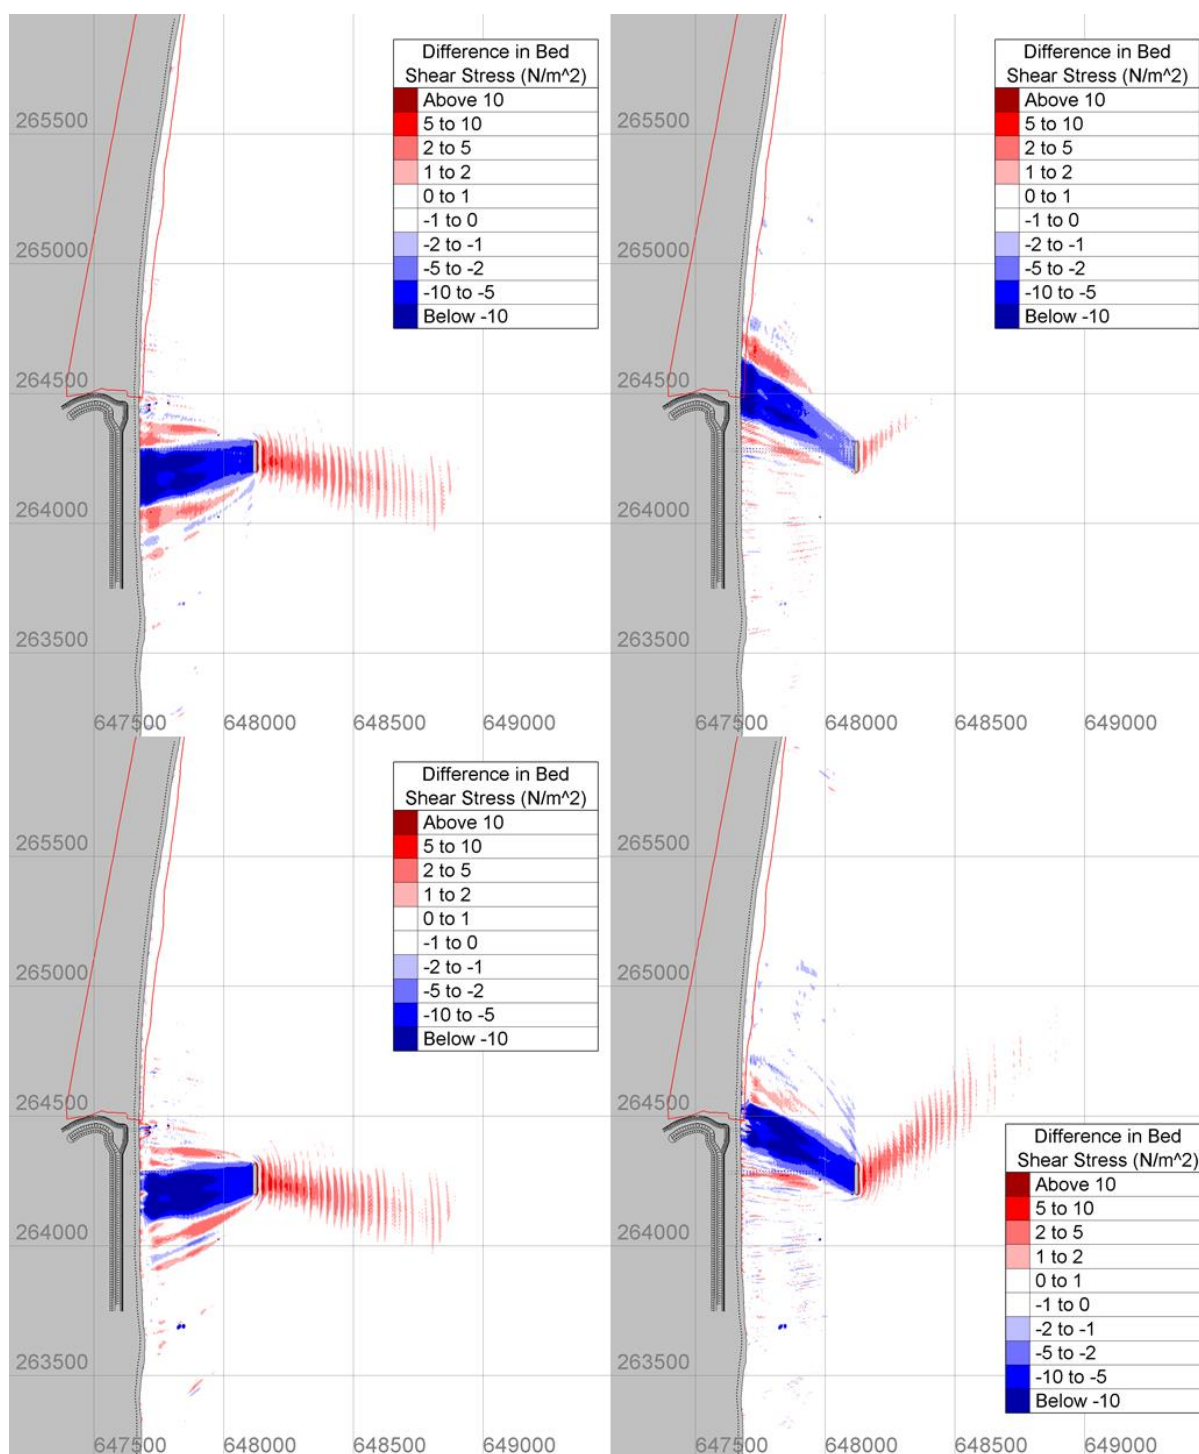 Difference in Bed
Shear Stress (N/m^2)
Above 10
5 to 10
2 to 5
1 to 2
0 to 1
-1 to 0
-2 to -1
-5 to -2
-10 to -5
Below -10
265500
265000
264500
264000
263500
647500 648000 648500 649000
Difference in Bed
Shear Stress (N/m^2)
Above 10
5 to 10
2 to 5
1 to 2
0 to 1
-1 to 0
-2 to -1
-5 to -2
-10 to -5
Below -10
265500
265000
264500
264000
263500
647500 648000 648500 649000
Difference in Bed
Shear Stress (N/m^2)
Above 10
5 to 10
2 to 5
1 to 2
0 to 1
-1 to 0
-2 to -1
-5 to -2
-10 to -5
Below -10
265500
265000
264500
264000
263500
647500 648000 648500 649000
265500
265000
264500
264000
263500
Difference in Bed
Shear Stress (N/m^2)
Above 10
5 to 10
2 to 5
1 to 2
0 to 1
-1 to 0
-2 to -1
-5 to -2
-10 to -5
Below -10
647500 648000 648500 649000